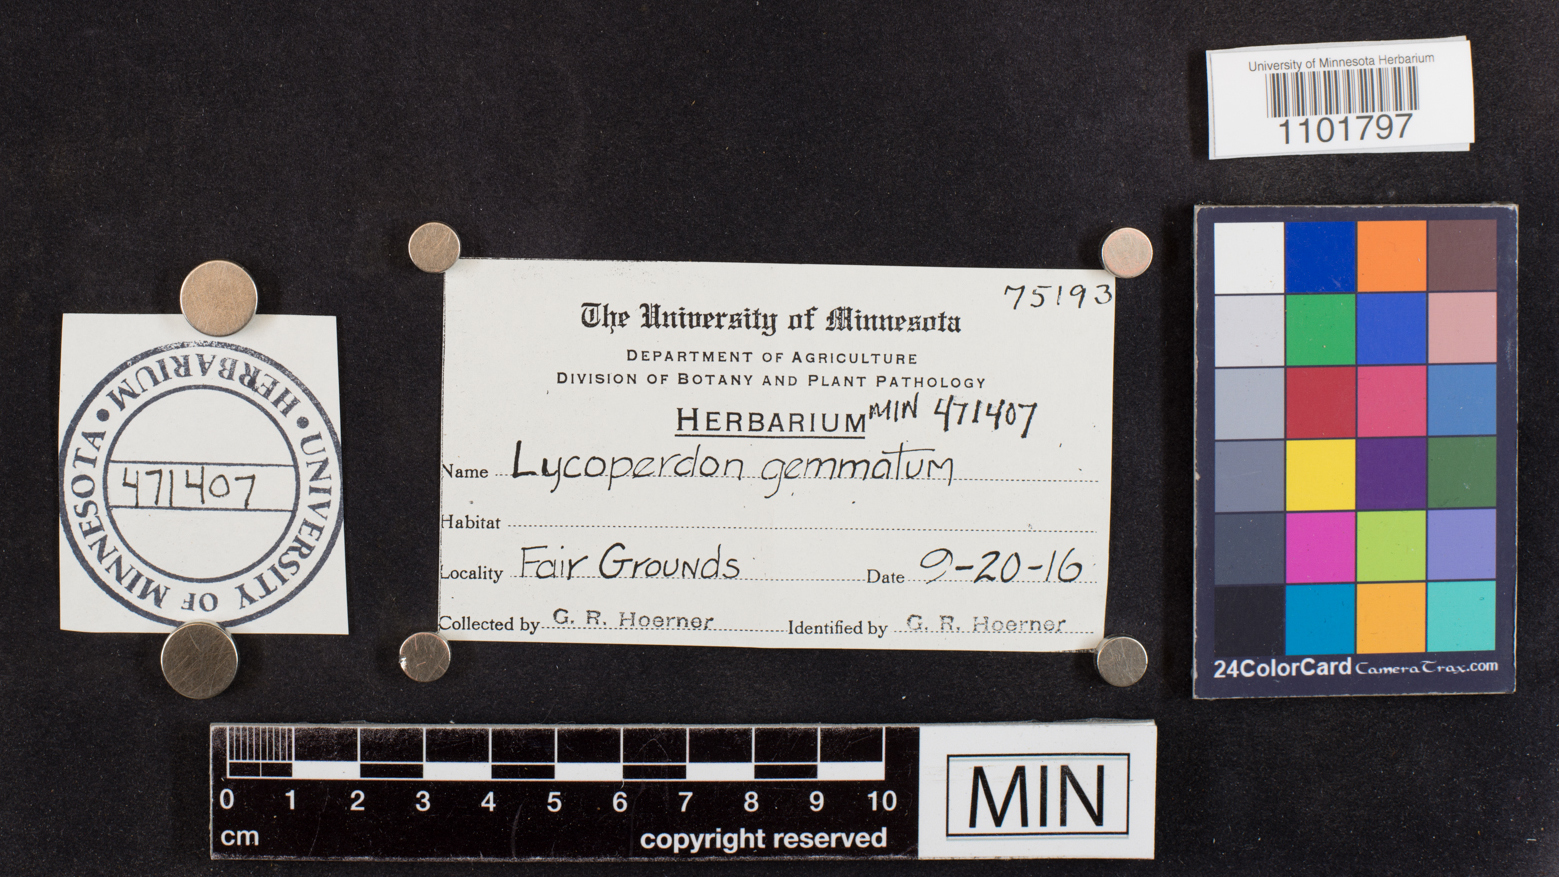 University of Minnesota Herbarium
1101797
75193
The University of Minnesota
DEPARTMENT OF AGRICULTURE
DIVISION OF BOTANY AND PLANT PATHOLOGY
HERBARIUM MIN 471407
Name Lycoperdon gemmatum
Habitat
Locality Fair Grounds Date 9-20-16
Collected by G. R. Hoerner Identified by G. R. Hoerner
UNIVERSITY OF MINNESOTA • HERBARIUM •
471407
24ColorCard CameraTrax.com
0 1 2 3 4 5 6 7 8 9 10
cm copyright reserved
MIN